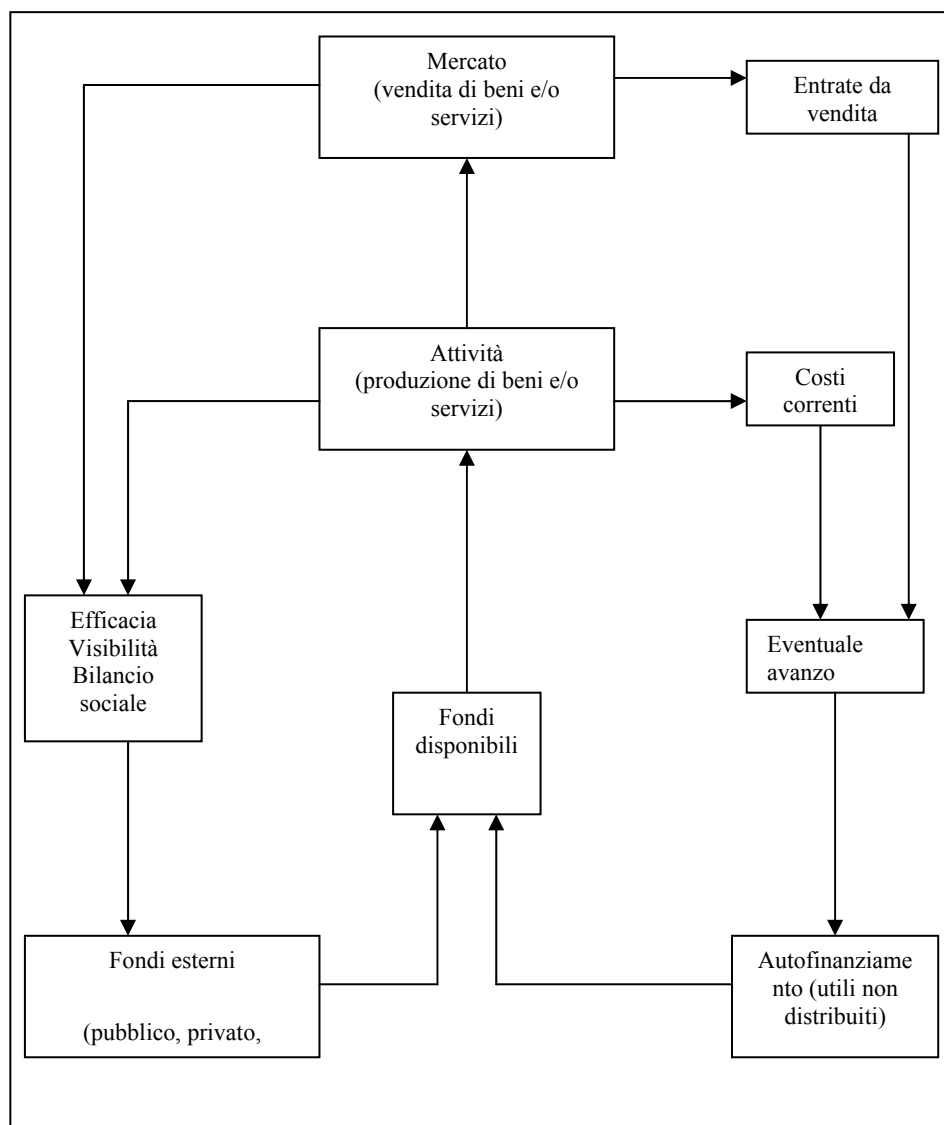 Mercato
(vendita di beni e/o
servizi)
Entrate da
vendita
Attività
(produzione di beni e/o
servizi)
Costi
correnti
Efficacia
Visibilità
Bilancio
sociale
Eventuale
avanzo
Fondi
disponibili
Fondi esterni
(pubblico, privato,
Autofinanziame
nto (utili non
distribuiti)